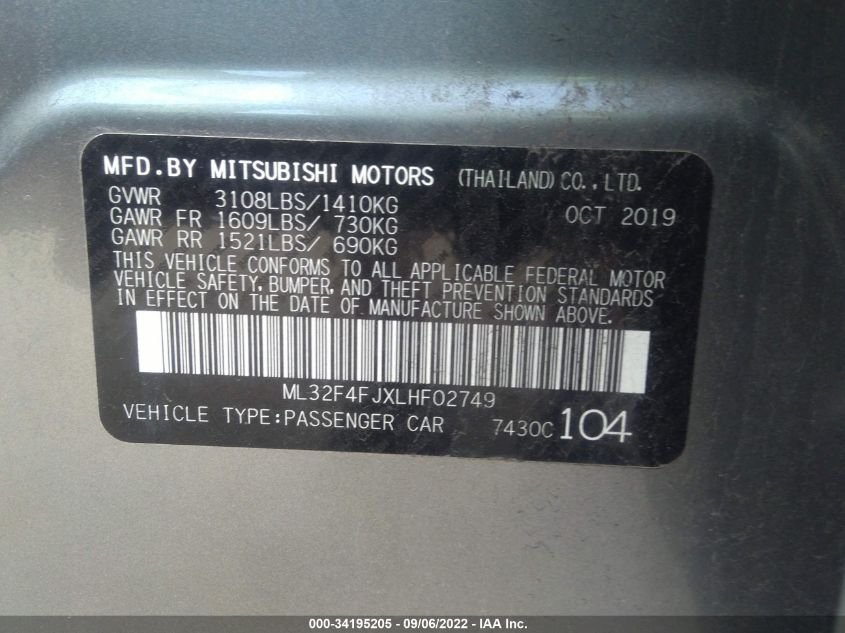 MFD.BY MITSUBISHI MOTORS (THAILAND) CO.,LTD.
GVWR 3108LBS/1410KG OCT 2019
GAWR FR 1609LBS/ 730KG
GAWR RR 1521LBS/ 690KG
THIS VEHICLE CONFORMS TO ALL APPLICABLE FEDERAL MOTOR
VEHICLE SAFETY, BUMPER, AND THEFT PREVENTION STANDARDS
IN EFFECT ON THE DATE OF MANUFACTURE SHOWN ABOVE.
ML32F4FJXLHF02749
VEHICLE TYPE:PASSENGER CAR 7430C 104
000-34195205 - 09/06/2022 - IAA Inc.